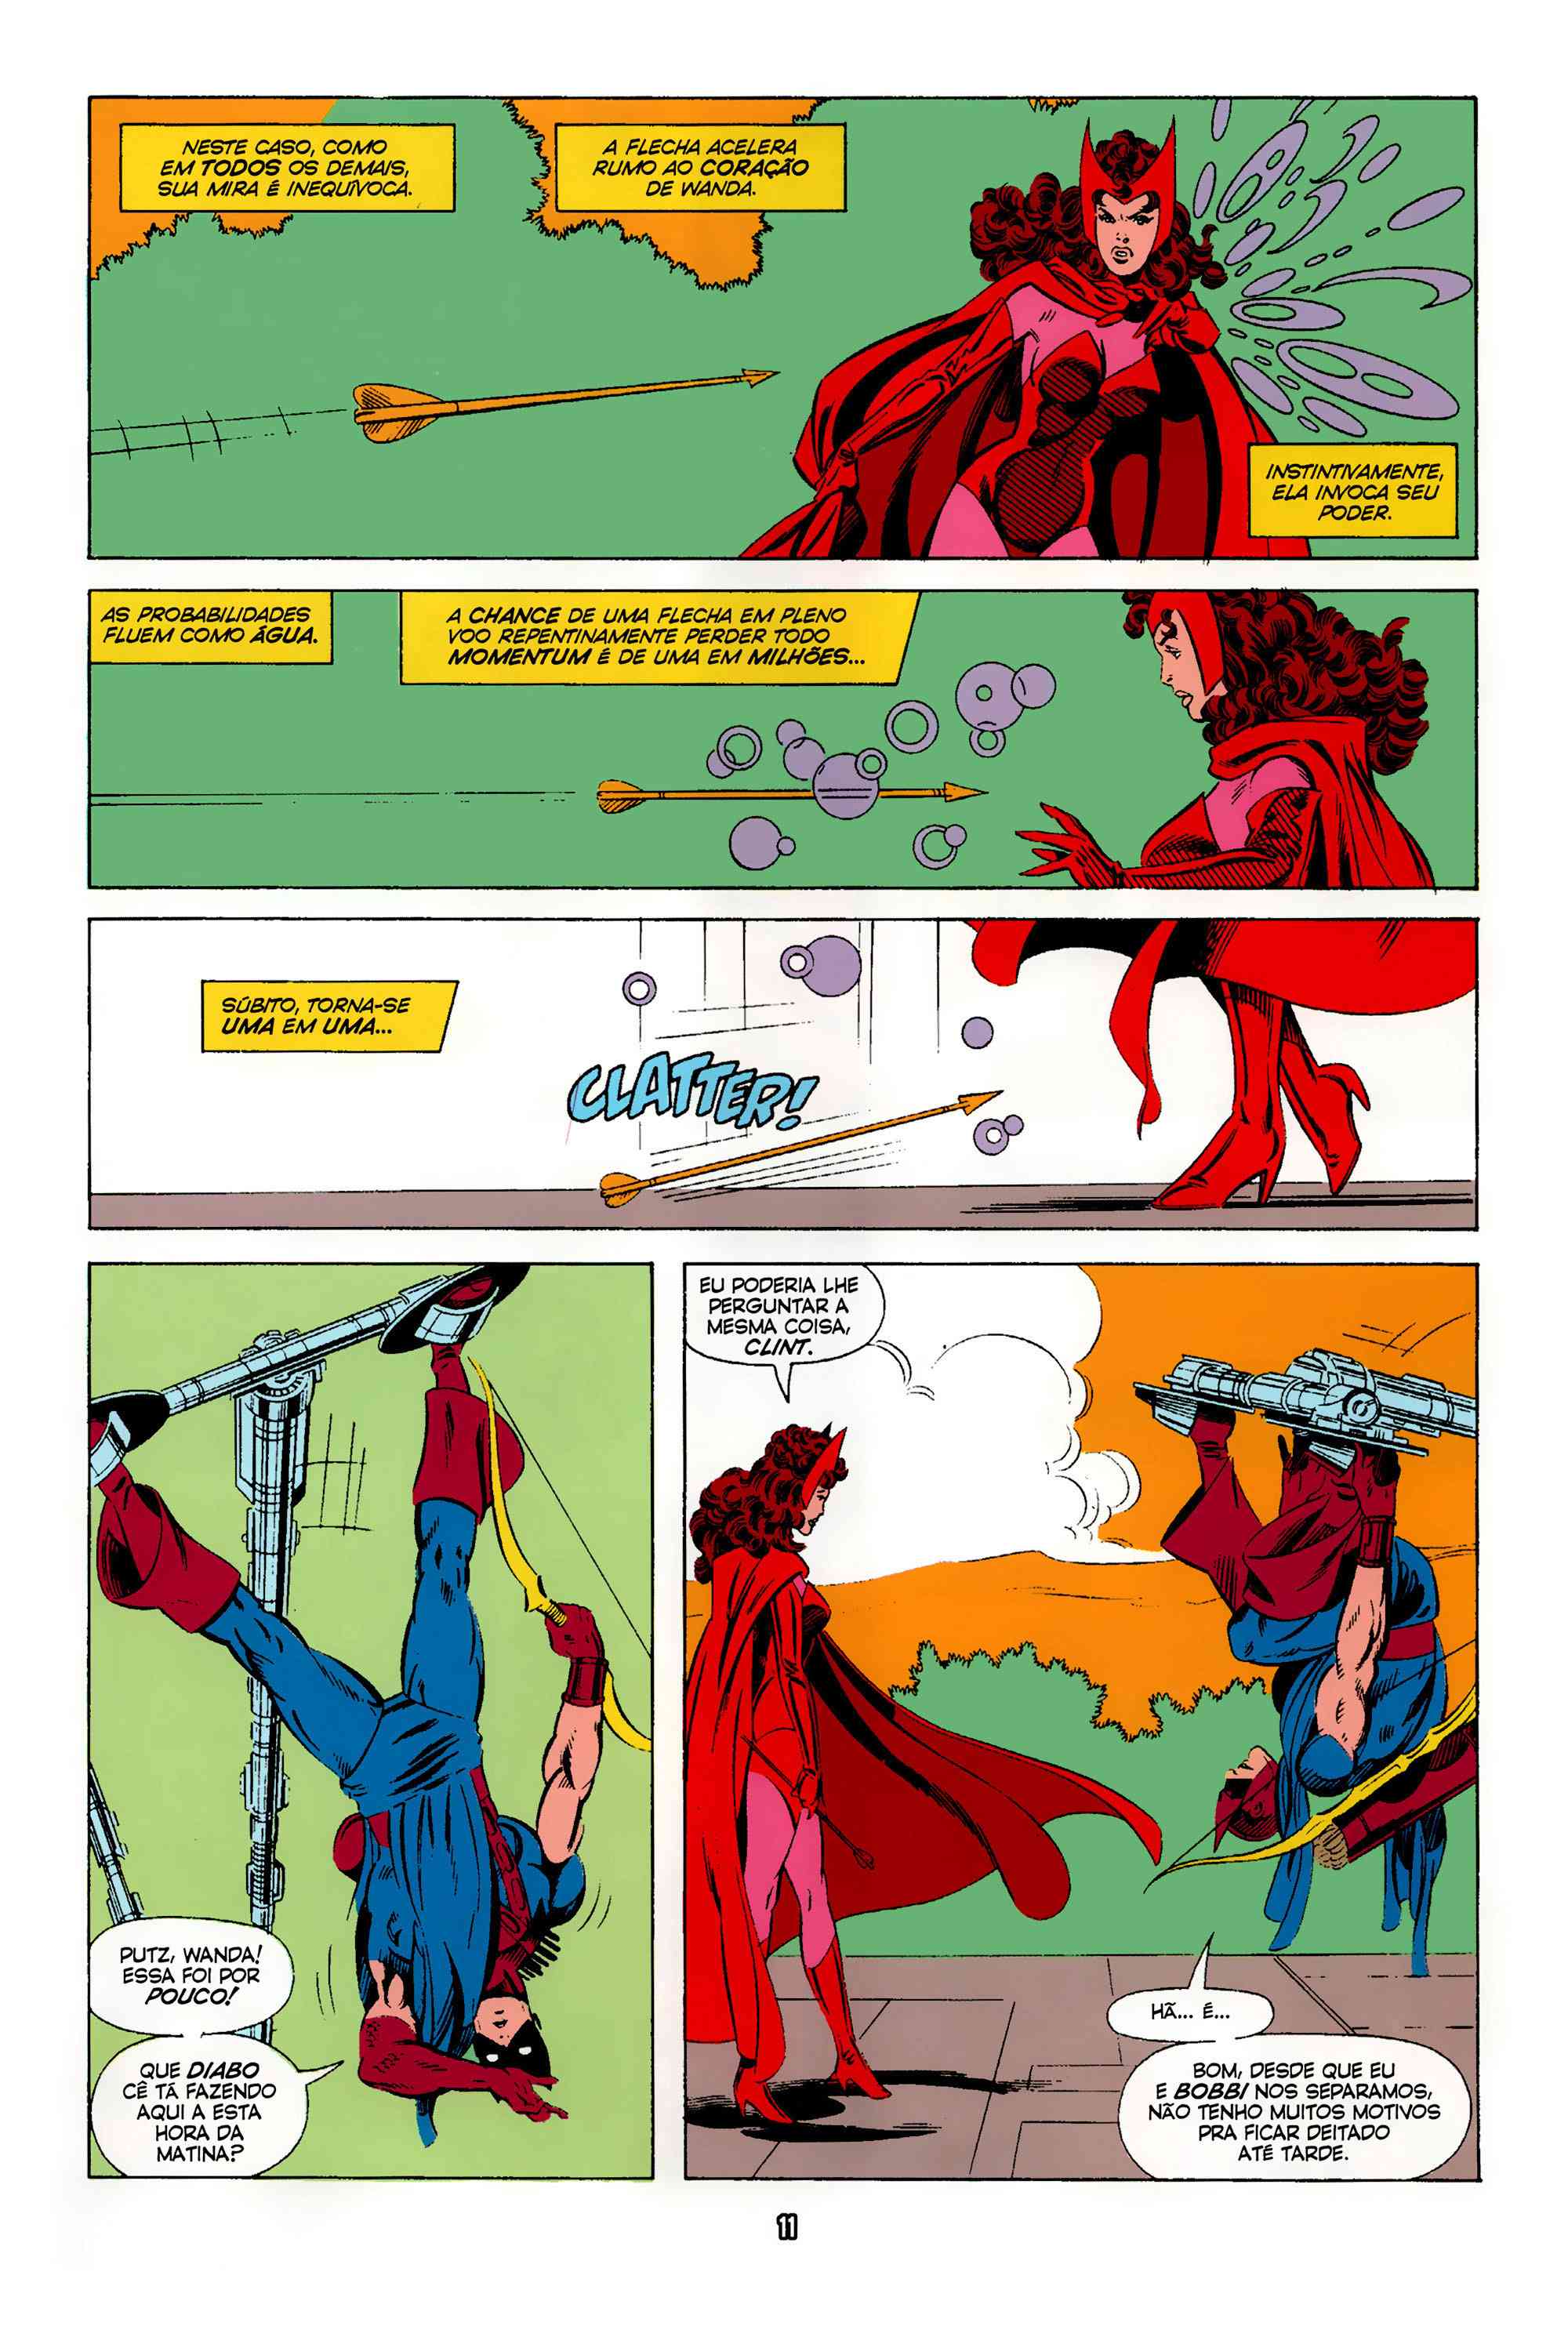 NESTE CASO, COMO
EM TODOS OS DEMAIS,
SUA MIRA É INEQUÍVOCA.
A FLECHA ACELERA
RUMO AO CORAÇÃO
DE WANDA.
INSTINTIVAMENTE,
ELA INVOCA SEU
PODER.
AS PROBABILIDADES
FLUEM COMO ÁGUA.
A CHANCE DE UMA FLECHA EM PLENO
VOO REPENTINAMENTE PERDER TODO
MOMENTUM É DE UMA EM MILHÕES...
SÚBITO, TORNA-SE
UMA EM UMA...
CLATTER!
PUTZ, WANDA!
ESSA FOI POR
POUCO!
QUE DIABO
CÊ TÁ FAZENDO
AQUI A ESTA
HORA DA
MATINA?
EU PODERIA LHE
PERGUNTAR A
MESMA COISA,
CLINT.
HÃ... É...
BOM, DESDE QUE EU
E BOBBI NOS SEPARAMOS,
NÃO TENHO MUITOS MOTIVOS
PRA FICAR DEITADO
ATÉ TARDE.
11